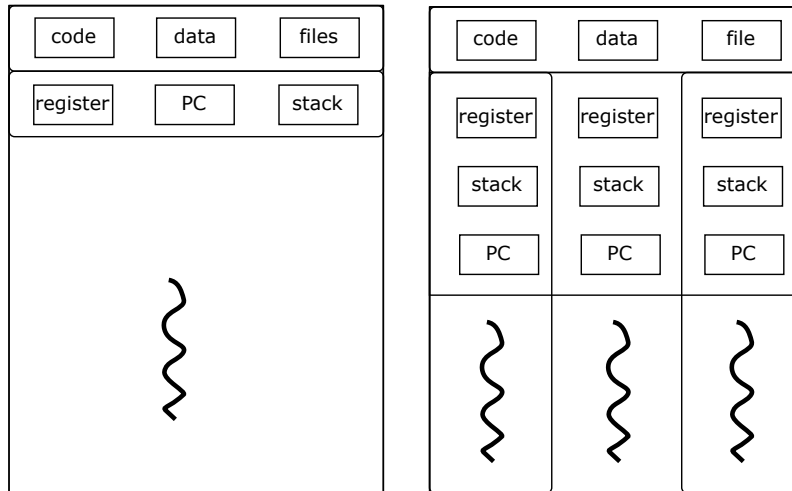 code data files
register PC stack
code data file
register register register
stack stack stack
PC PC PC